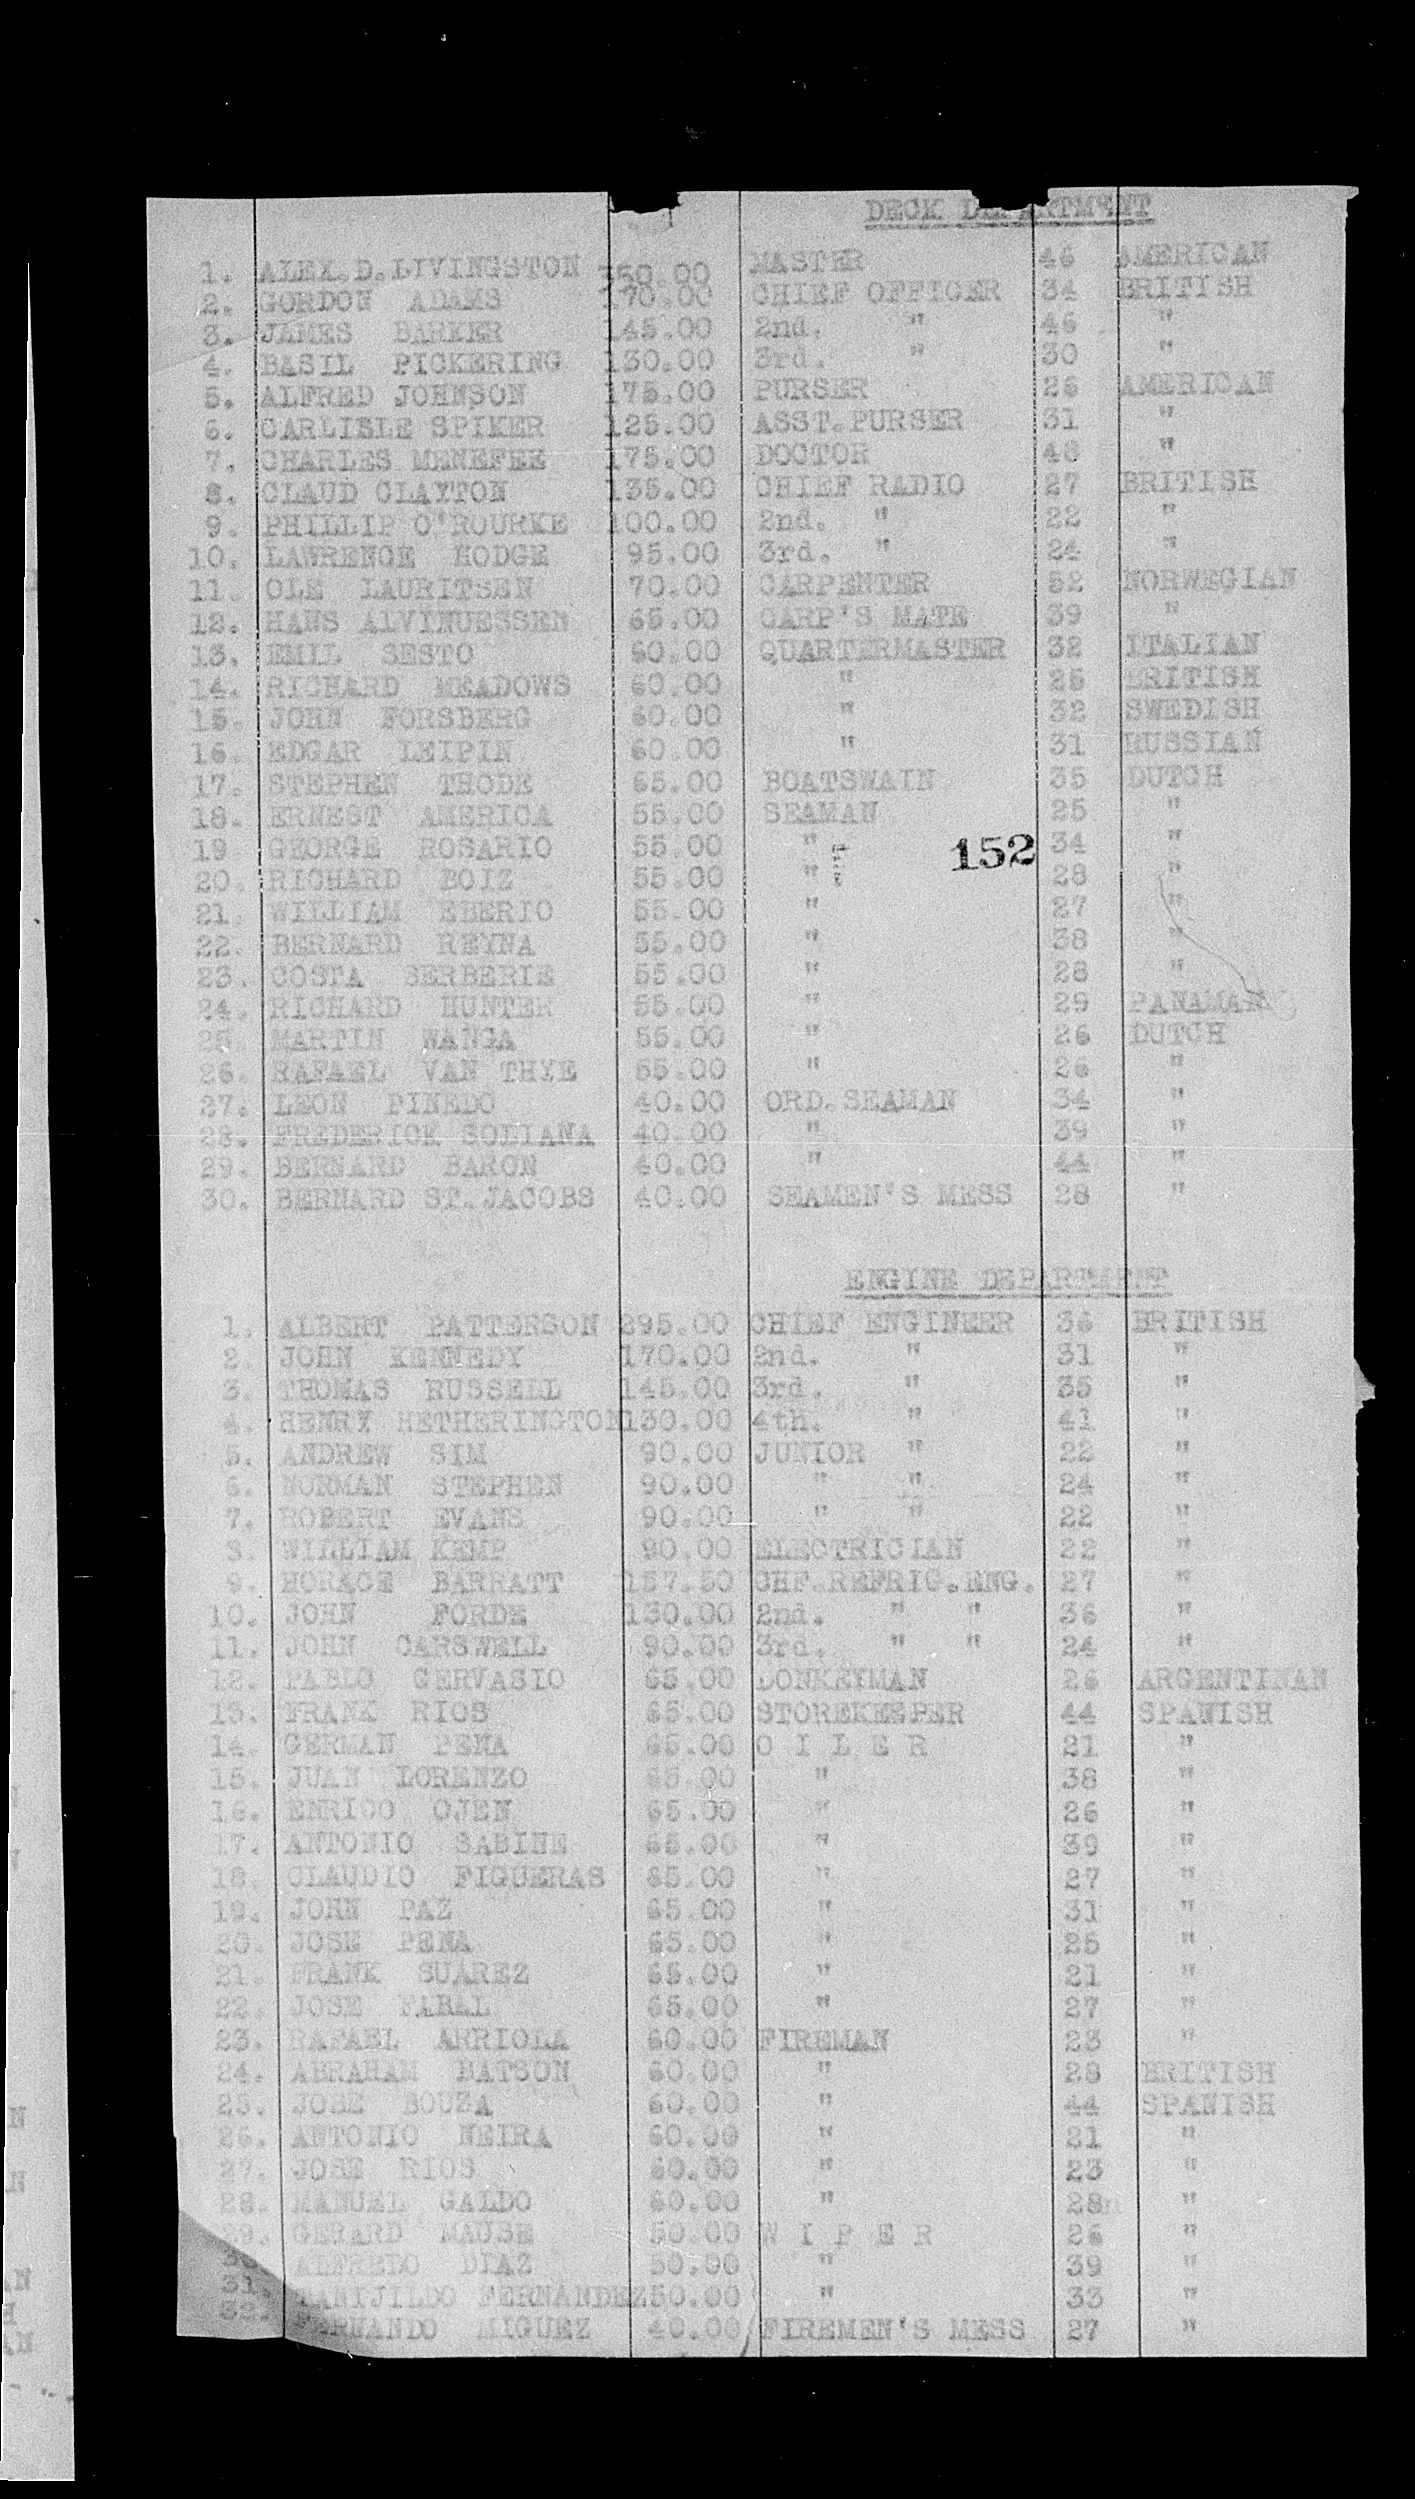 DECK DEPARTMENT
1. ALEX.D.LIVINGSTON 350.00 MASTER 46 AMERICAN
2. GORDON ADAMS 170.00 CHIEF OFFICER 34 BRITISH
3. JAMES BARKER 145.00 2nd. " 46 "
4. BASIL PICKERING 130.00 3rd. " 30 "
5. ALFRED JOHNSON 175.00 PURSER 26 AMERICAN
6. CARLISLE SPIKER 125.00 ASST.PURSER 31 "
7. CHARLES MENEFEE 175.00 DOCTOR 48 "
8. CLAUD CLAYTON 135.00 CHIEF RADIO 27 BRITISH
9. PHILLIP O'ROURKE 100.00 2nd. " 22 "
10. LAWRENCE HODGE 95.00 3rd. " 24 "
11. OLE LAURITSEN 70.00 CARPENTER 52 NORWEGIAN
12. HANS ALVINUESSEN 65.00 CARP'S MATE 39 "
13. EMIL SESTO 60.00 QUARTERMASTER 32 ITALIAN
14. RICHARD MEADOWS 60.00 " 25 BRITISH
15. JOHN FORSBERG 60.00 " 32 SWEDISH
16. EDGAR LEIPIN 60.00 " 31 RUSSIAN
17. STEPHEN THODE 65.00 BOATSWAIN 35 DUTCH
18. ERNEST AMERICA 55.00 SEAMAN 25 "
19 GEORGE ROSARIO 55.00 " 152 34 "
20. RICHARD BOIZ 55.00 " 28 "
21. WILLIAM EBERIO 55.00 " 27 "
22. BERNARD REYNA 55.00 " 38 "
23. COSTA SERBERIE 55.00 " 28 "
24. RICHARD HUNTER 55.00 " 29 PANAMAN
25. MARTIN WANGA 55.00 " 26 DUTCH
26. RAFAEL VAN THYE 55.00 " 26 "
27. LEON PINEDO 40.00 ORD.SEAMAN 34 "
28. FREDERICK SODIANA 40.00 " 39 "
29. BERNARD BARON 40.00 " 44 "
30. BERNARD ST.JACOBS 40.00 SEAMEN'S MESS 28 "
ENGINE DEPARTMENT
1. ALBERT PATTERSON 295.00 CHIEF ENGINEER 36 BRITISH
2. JOHN KENNEDY 170.00 2nd. " 31 "
3. THOMAS RUSSELL 145.00 3rd. " 35 "
4. HENRY HETHERINGTON 130.00 4th. " 41 "
5. ANDREW SIM 90.00 JUNIOR " 22 "
6. NORMAN STEPHEN 90.00 " " 24 "
7. ROBERT EVANS 90.00 " " 22 "
8. WILLIAM KEMP 90.00 ELECTRICIAN 22 "
9. HORACE BARRATT 157.50 CHF.REFRIG.ENG. 27 "
10. JOHN FORDE 130.00 2nd. " " 36 "
11. JOHN CARSWELL 90.00 3rd. " " 24 "
12. PABLO GERVASIO 65.00 DONKEYMAN 26 ARGENTINAN
13. FRANK RIOS 65.00 STOREKEEPER 44 SPANISH
14. GERMAN PENA 65.00 O I L E R 21 "
15. JUAN LORENZO 65.00 " 38 "
16. ENRICO OJEN 65.00 " 26 "
17. ANTONIO SABINE 65.00 " 39 "
18. CLAUDIO FIGUERAS 65.00 " 27 "
19. JOHN PAZ 65.00 " 31 "
20. JOSE PENA 65.00 " 25 "
21. FRANK SUAREZ 65.00 " 21 "
22. JOSE FARAL 65.00 " 27 "
23. RAFAEL ARRIOLA 60.00 FIREMAN 23 "
24. ABRAHAM BATSON 60.00 " 28 BRITISH
25. JOSE SOUZA 60.00 " 44 SPANISH
26. ANTONIO NEIRA 60.00 " 21 "
27. JOSE RIOS 60.00 " 23 "
28. MANUEL GALDO 60.00 " 28 "
29. GERARD MAUSE 50.00 W I P E R 26 "
30. ALFREDO DIAZ 50.00 " 39 "
31. FERNANDEZ 50.00 " 33 "
32. FERNANDO MIGUEZ 40.00 FIREMEN'S MESS 27 "